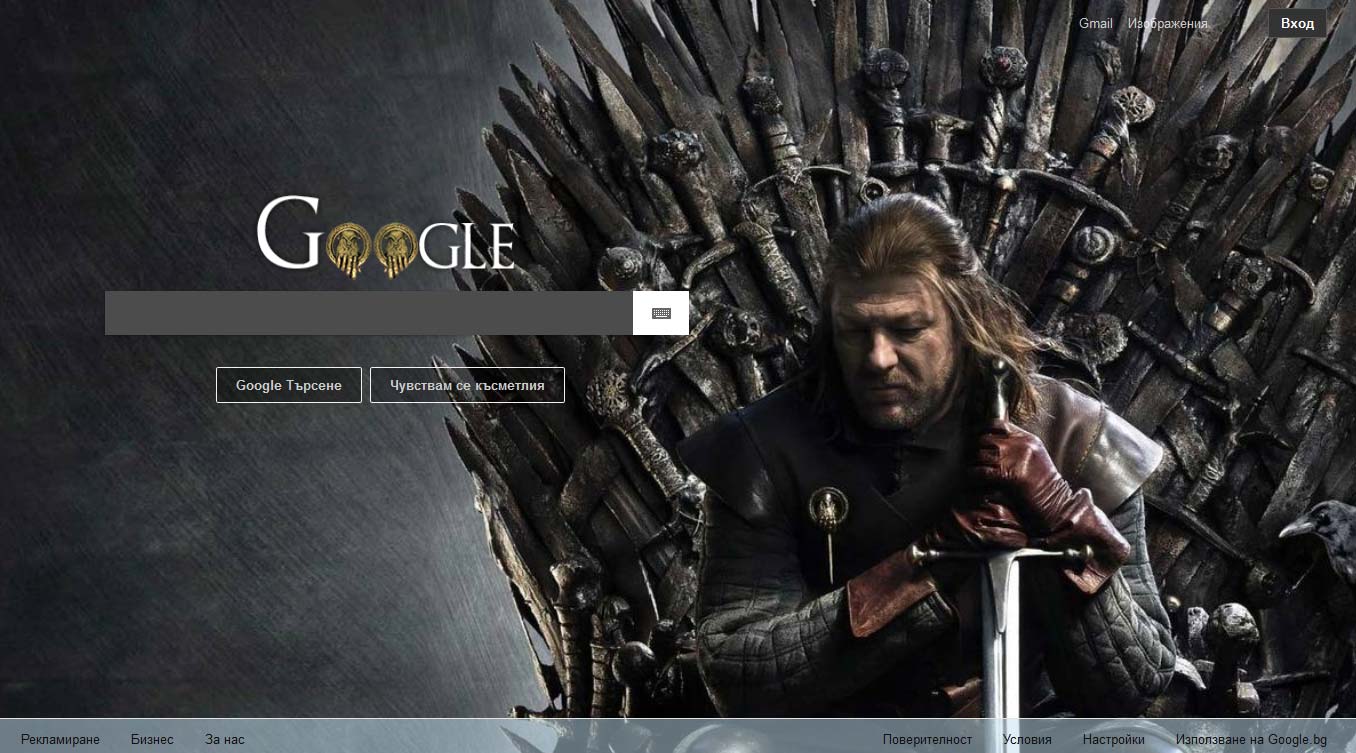 Gmail Изображения Вход
Google
Google Търсене Чувствам се късметлия
Рекламиране Бизнес За нас Поверителност Условия Настройки Използване на Google.bg